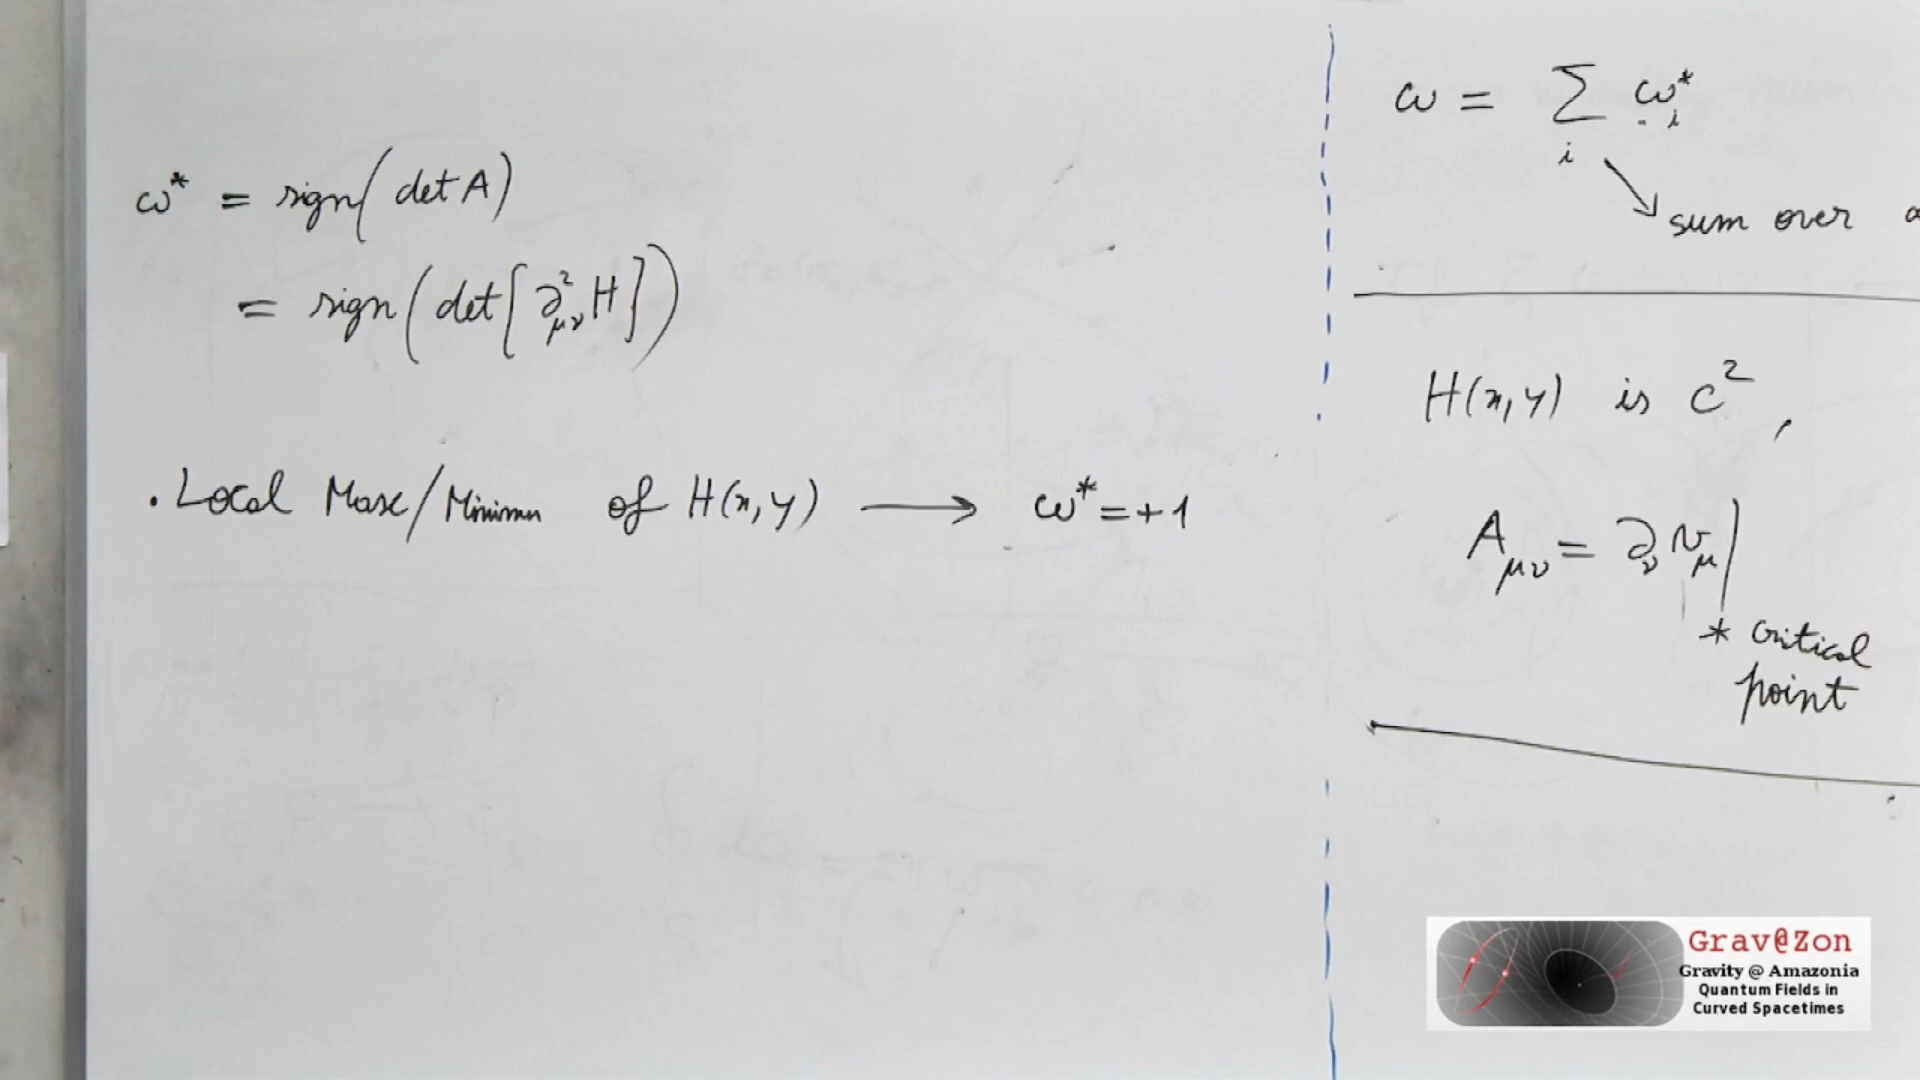 ω* = sign(det A)
= sign(det[∂²μν H])
. Local Max/Minimum of H(x,y) ⟶ ω* = +1
ω = Σ ω*i
i
sum over
H(x,y) is C²,
Aμν = ∂ν vμ|
* critical
point
Grav@Zon
Gravity @ Amazonia
Quantum Fields in
Curved Spacetimes